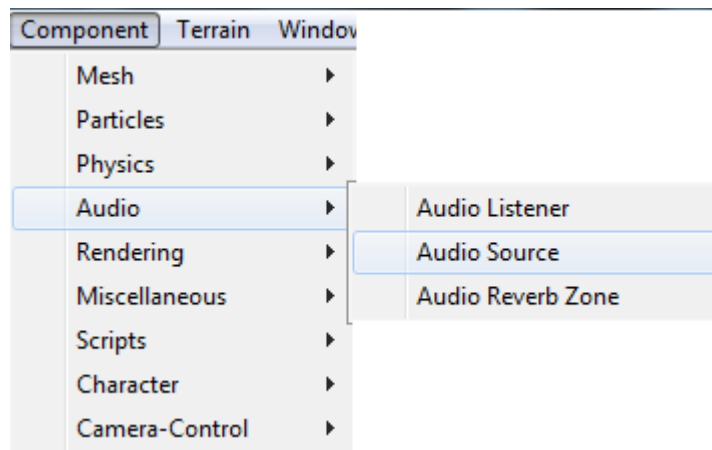 Component Terrain
Mesh
Particles
Physics
Audio
Audio Listener
Rendering
Audio Source
Miscellaneous
Audio Reverb Zone
Scripts
Character
Camera-Control